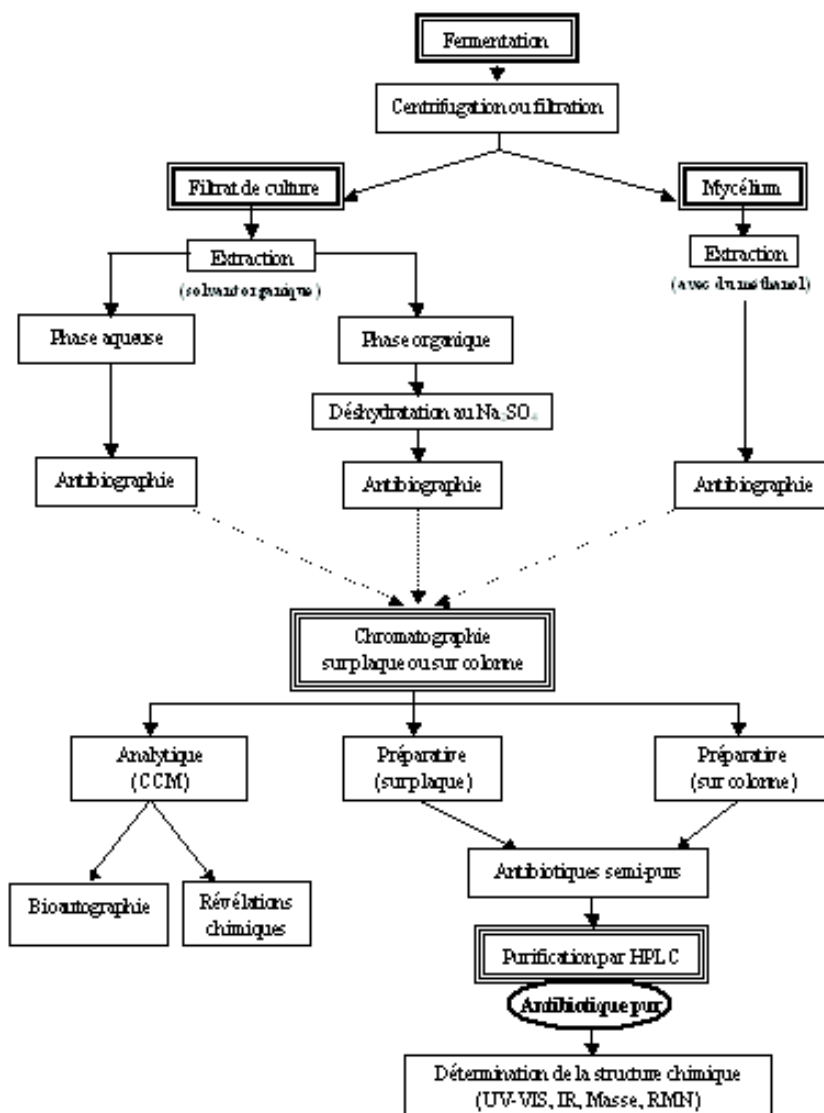 Fermentation
Centrifugation ou filtration
Filtrat de culture
Mycélium
Extraction
(solvant organique)
Extraction
(avec du méthanol)
Phase aqueuse
Phase organique
Déshydratation au Na₂SO₄
Antibiographie
Antibiographie
Antibiographie
Chromatographie
sur plaque ou sur colonne
Analytique
(CCM)
Préparative
(sur plaque)
Préparative
(sur colonne)
Antibiotiques semi-purs
Bioautographie
Révélations
chimiques
Purification par HPLC
Antibiotique pur
Détermination de la structure chimique
(UV-VIS, IR, Masse, RMN)